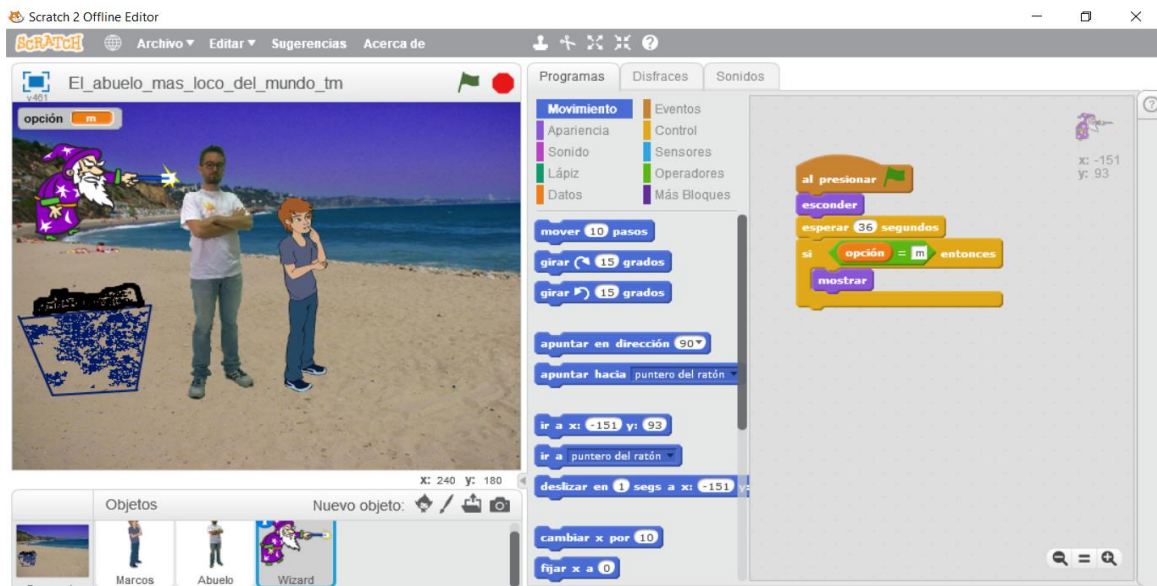 Scratch 2 Offline Editor
SCRATCH Archivo Editar Sugerencias Acerca de
v461 El_abuelo_mas_loco_del_mundo_tm
opción m
x: 240 y: 180
Objetos Nuevo objeto:
Marcos Abuelo Wizard
Programas Disfraces Sonidos
Movimiento Eventos
Apariencia Control
Sonido Sensores
Lápiz Operadores
Datos Más Bloques
mover 10 pasos
girar 15 grados
girar 15 grados
apuntar en dirección 90
apuntar hacia puntero del ratón
ir a x: -151 y: 93
ir a puntero del ratón
deslizar en 1 segs a x: -151 y:
cambiar x por 10
fijar x a 0
x: -151
y: 93
al presionar
esconder
esperar 36 segundos
si opción = m entonces
mostrar